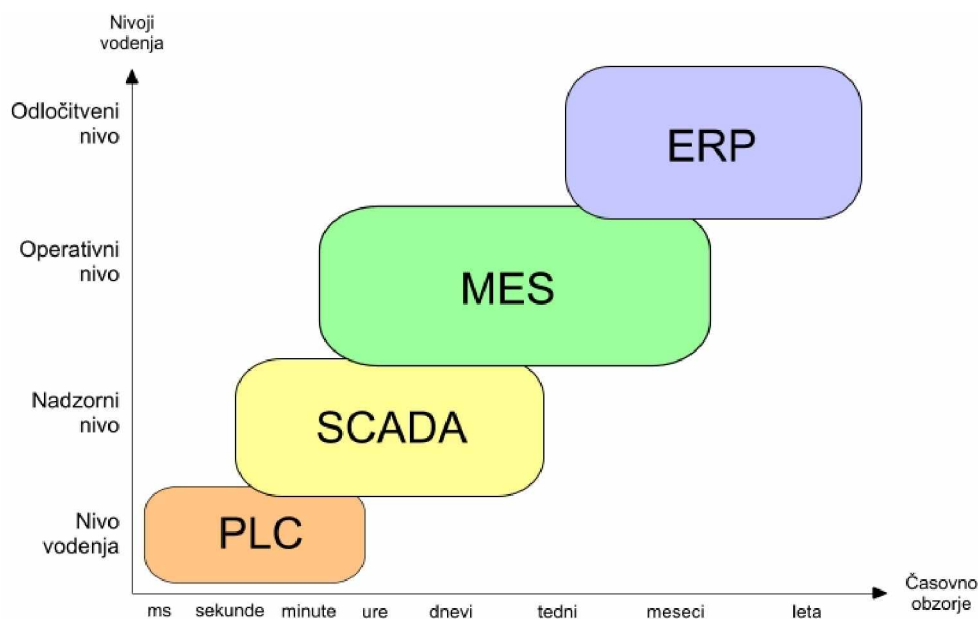 Nivoji
vodenja
Odločitveni
nivo
ERP
Operativni
nivo
MES
Nadzorni
nivo
SCADA
Nivo
vodenja
PLC
Časovno
obzorje
ms sekunde minute ure dnevi tedni meseci leta